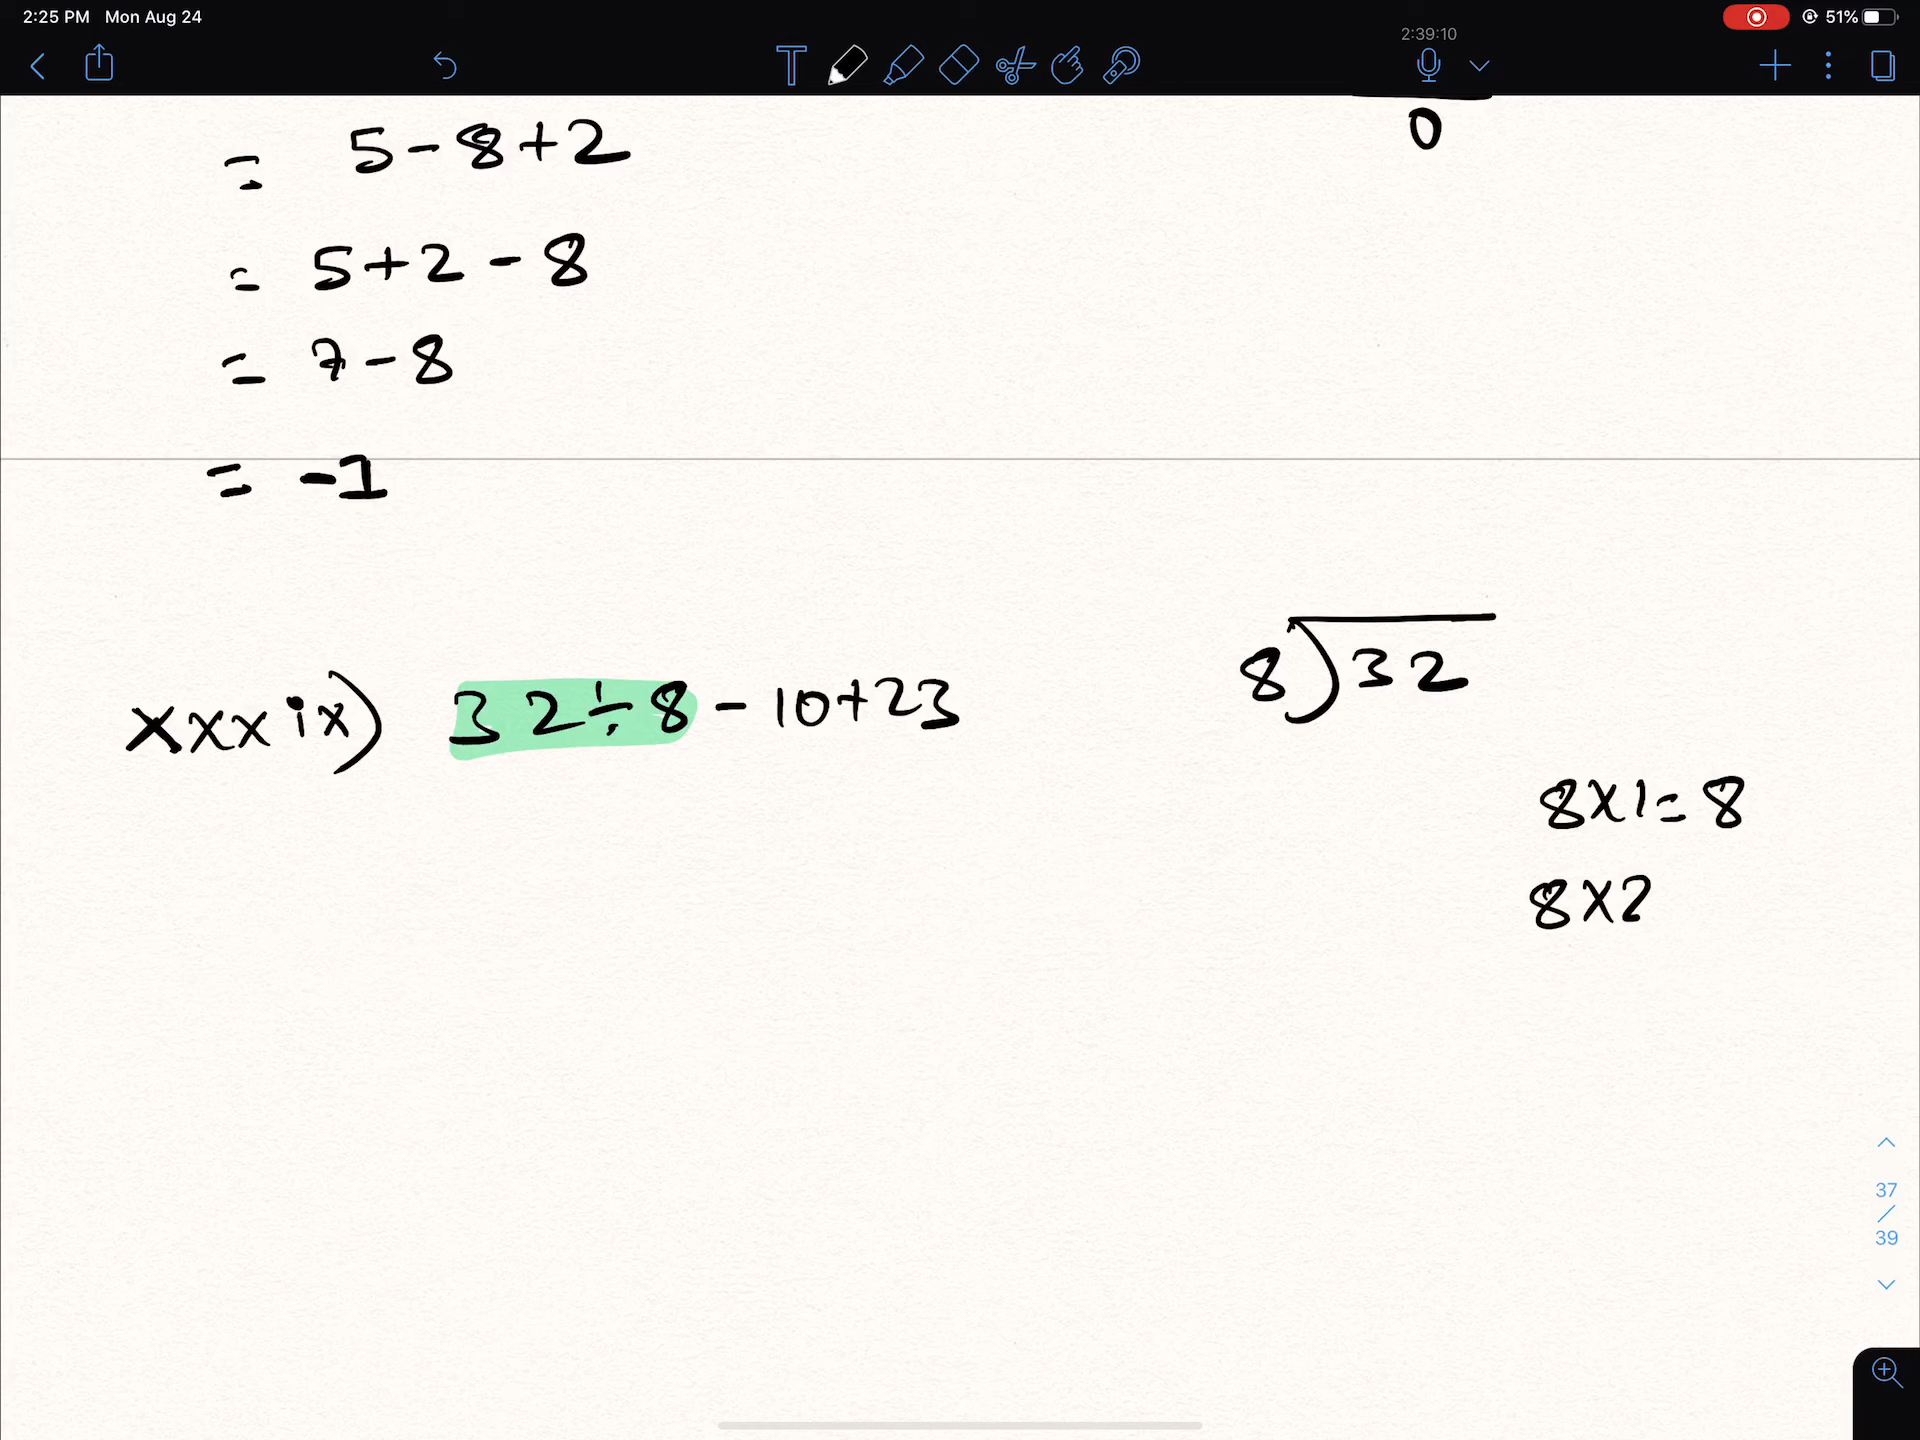 2:25 PM Mon Aug 24
51%
2:39:10
0
= 5-8+2
= 5+2-8
= 7-8
= -1
xxxix) 32÷8-10+23
8)32
8x1=8
8x2
37
/
39